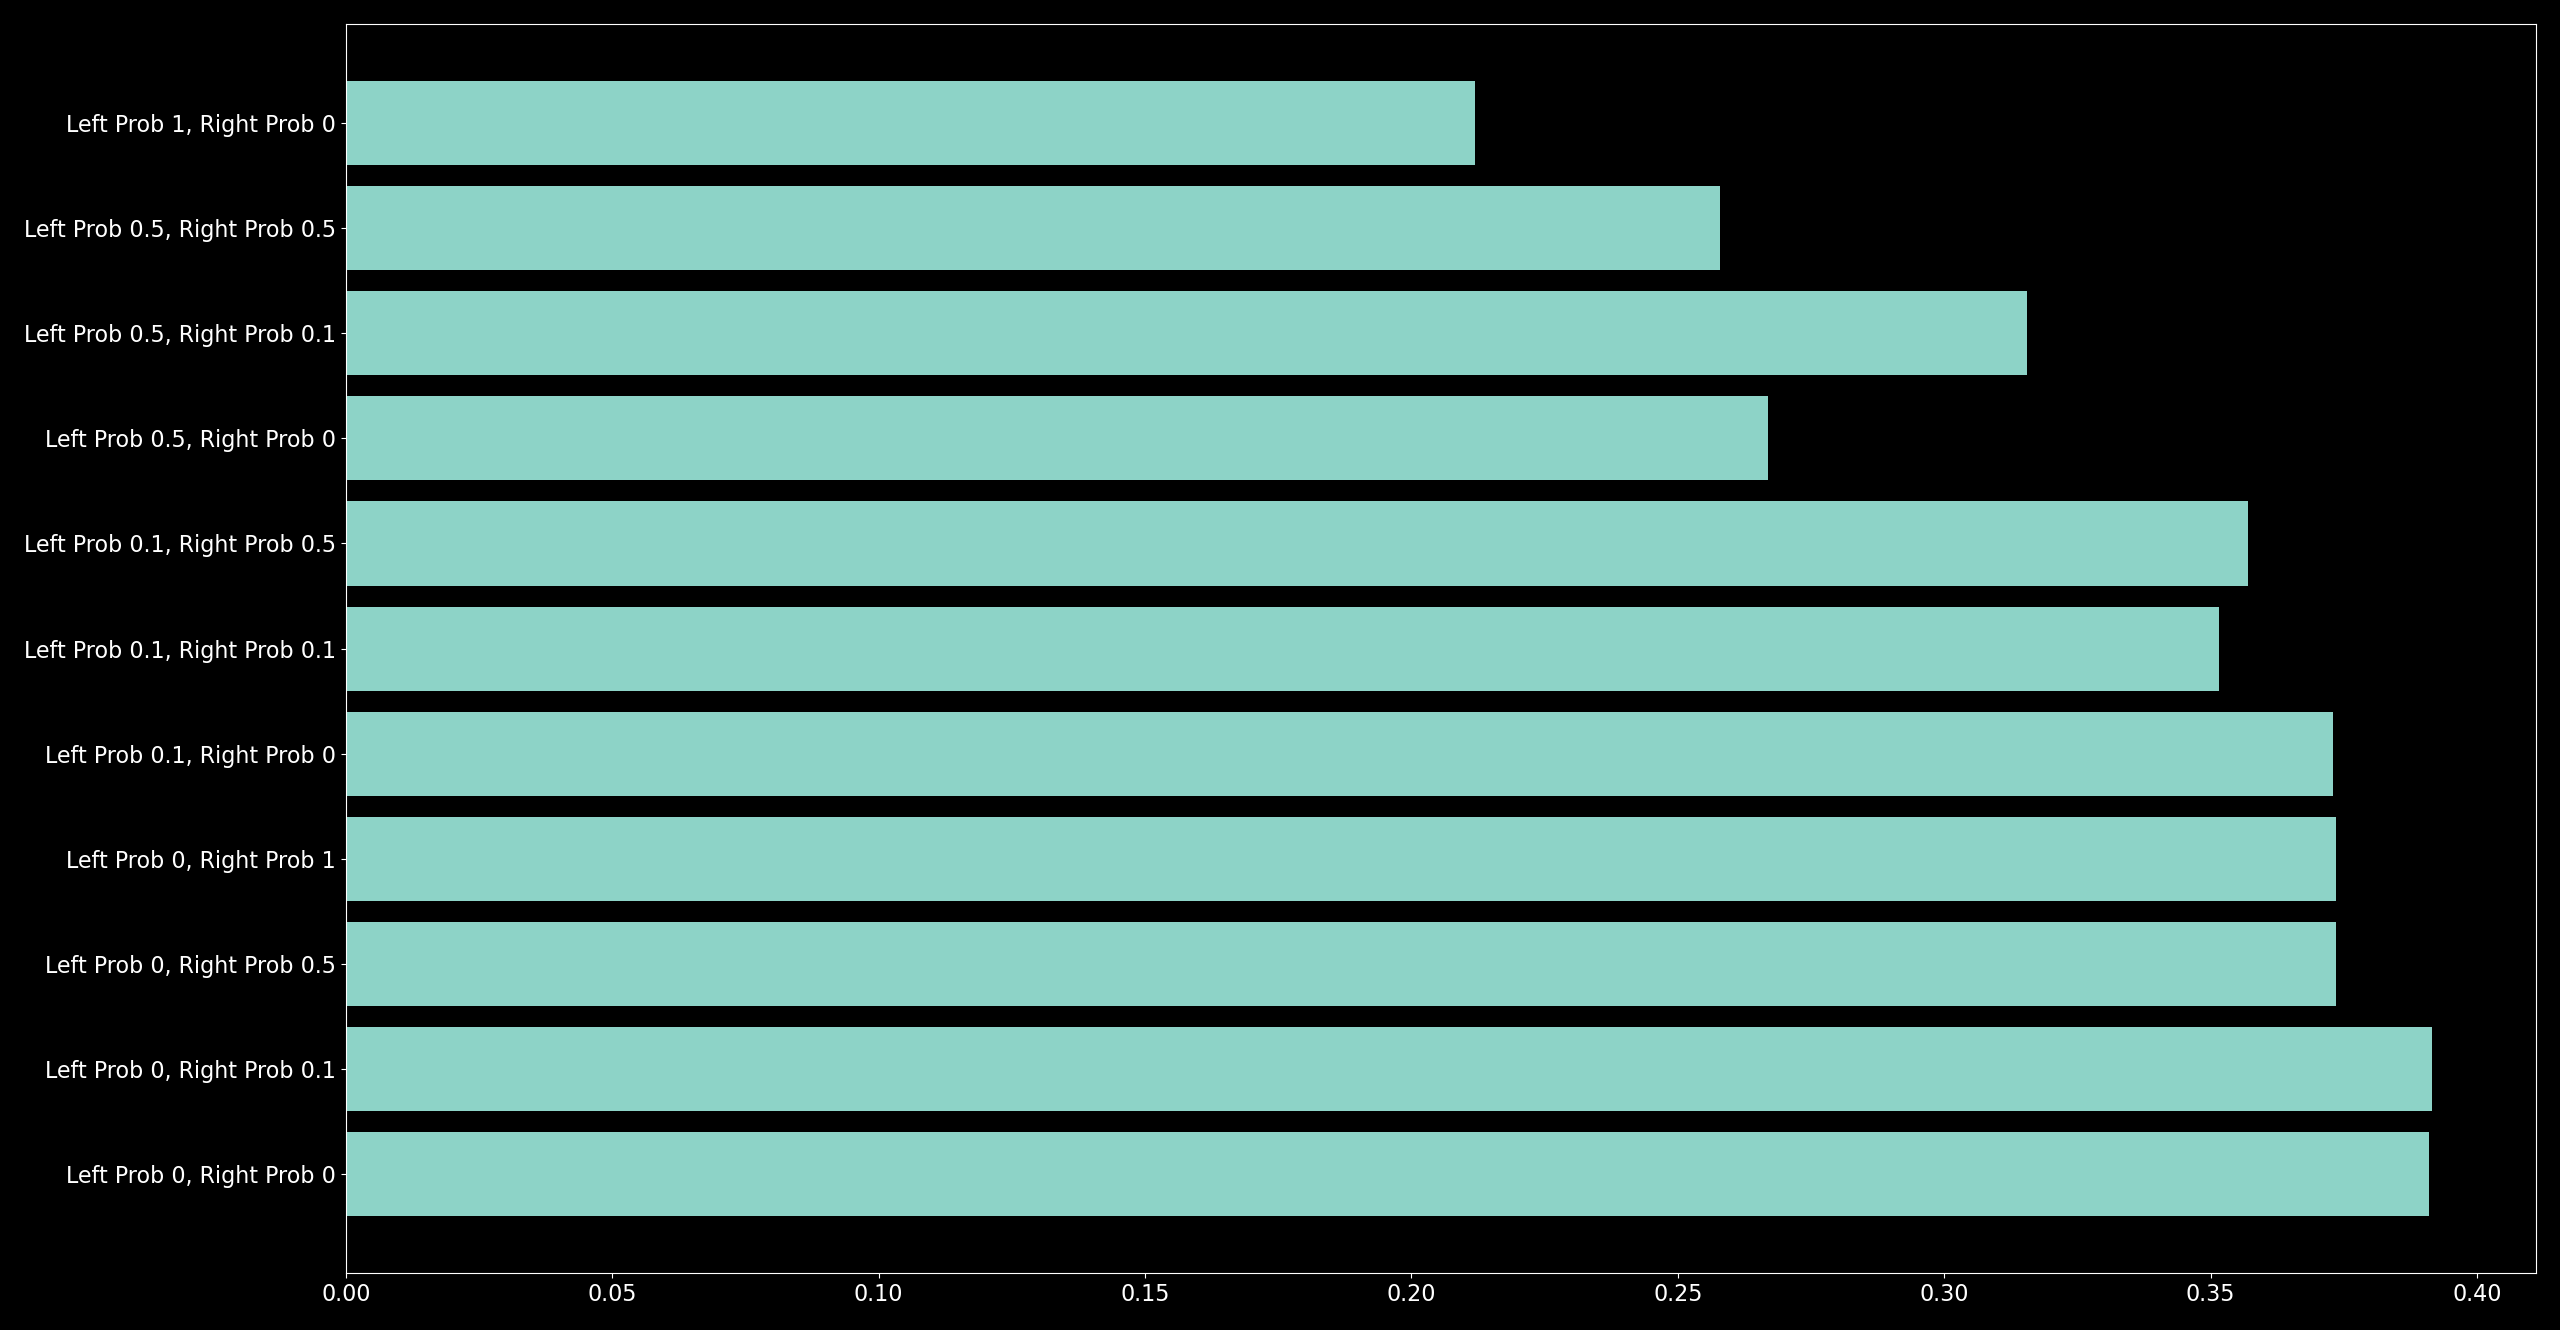 Left Prob 1, Right Prob 0
Left Prob 0.5, Right Prob 0.5
Left Prob 0.5, Right Prob 0.1
Left Prob 0.5, Right Prob 0
Left Prob 0.1, Right Prob 0.5
Left Prob 0.1, Right Prob 0.1
Left Prob 0.1, Right Prob 0
Left Prob 0, Right Prob 1
Left Prob 0, Right Prob 0.5
Left Prob 0, Right Prob 0.1
Left Prob 0, Right Prob 0
0.00 0.05 0.10 0.15 0.20 0.25 0.30 0.35 0.40